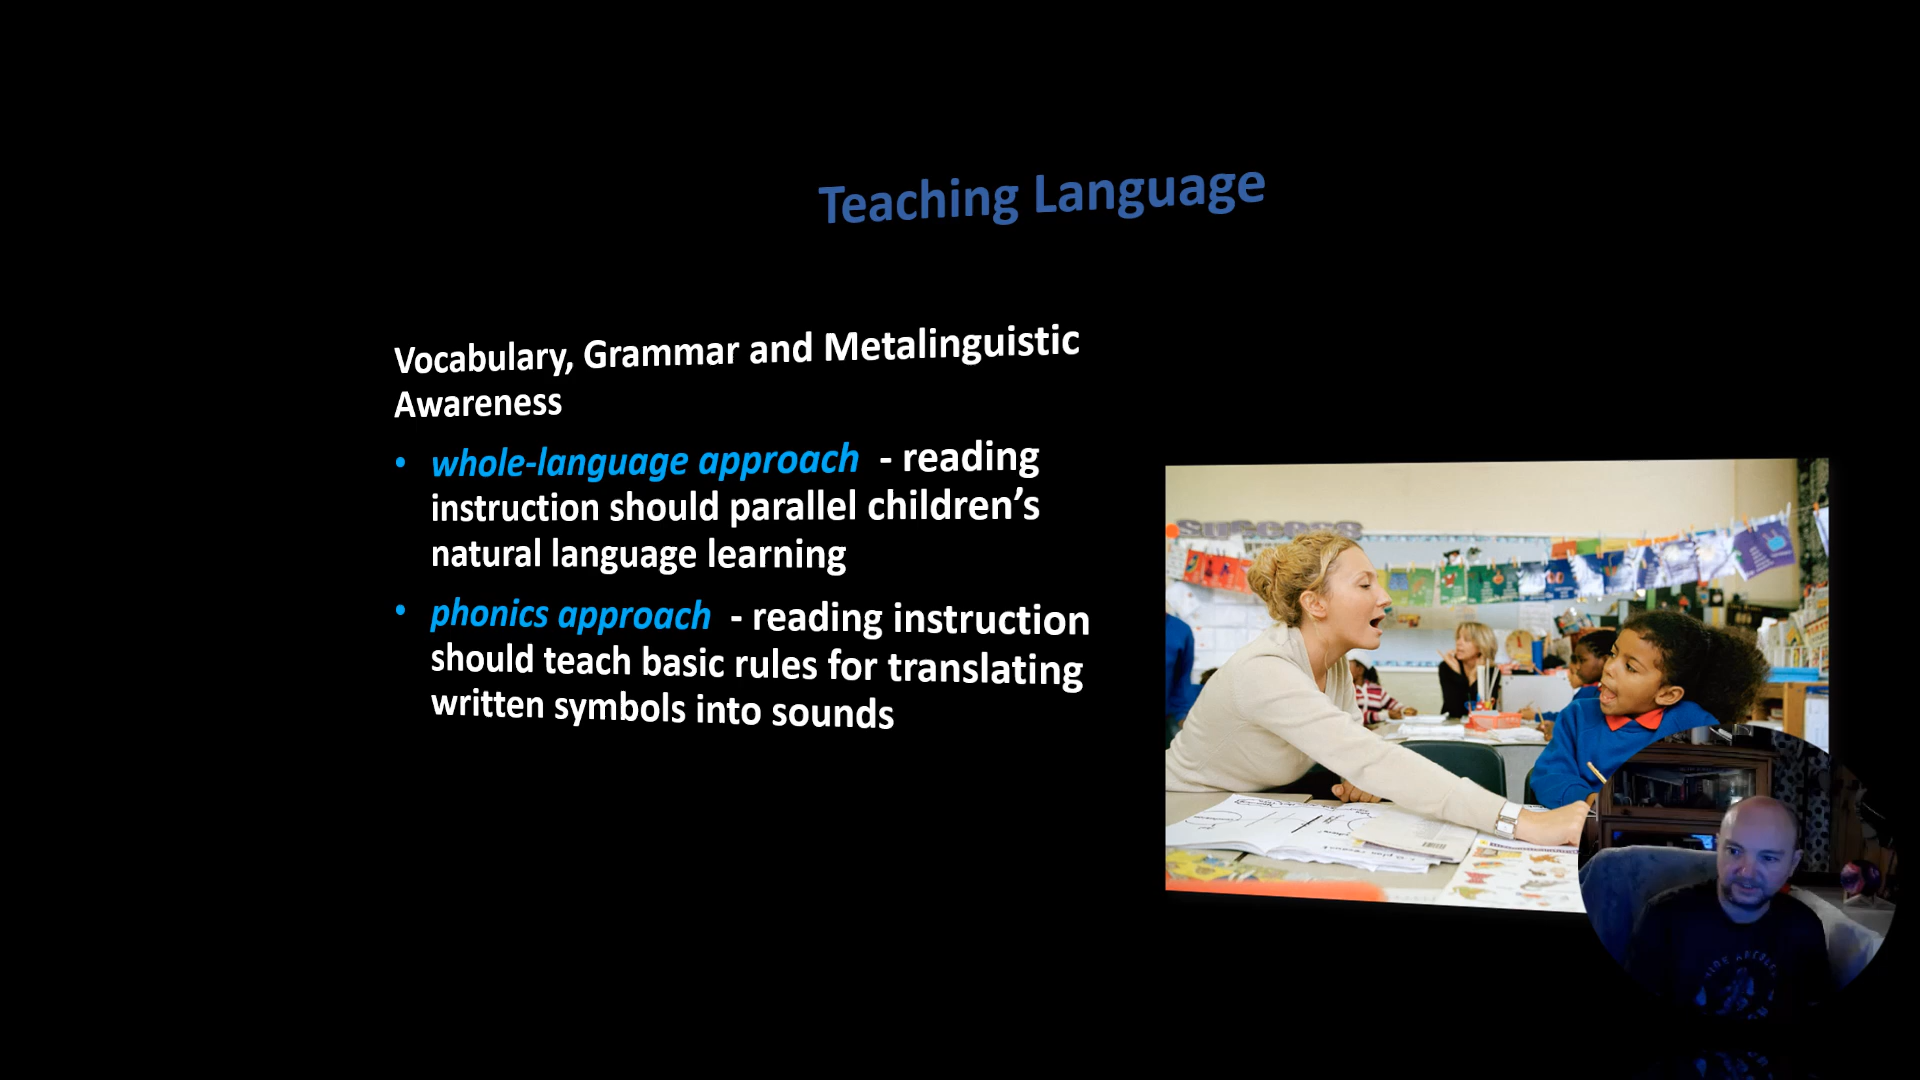 Teaching Language
Vocabulary, Grammar and Metalinguistic
Awareness
• whole-language approach - reading
instruction should parallel children’s
natural language learning
• phonics approach - reading instruction
should teach basic rules for translating
written symbols into sounds
Success